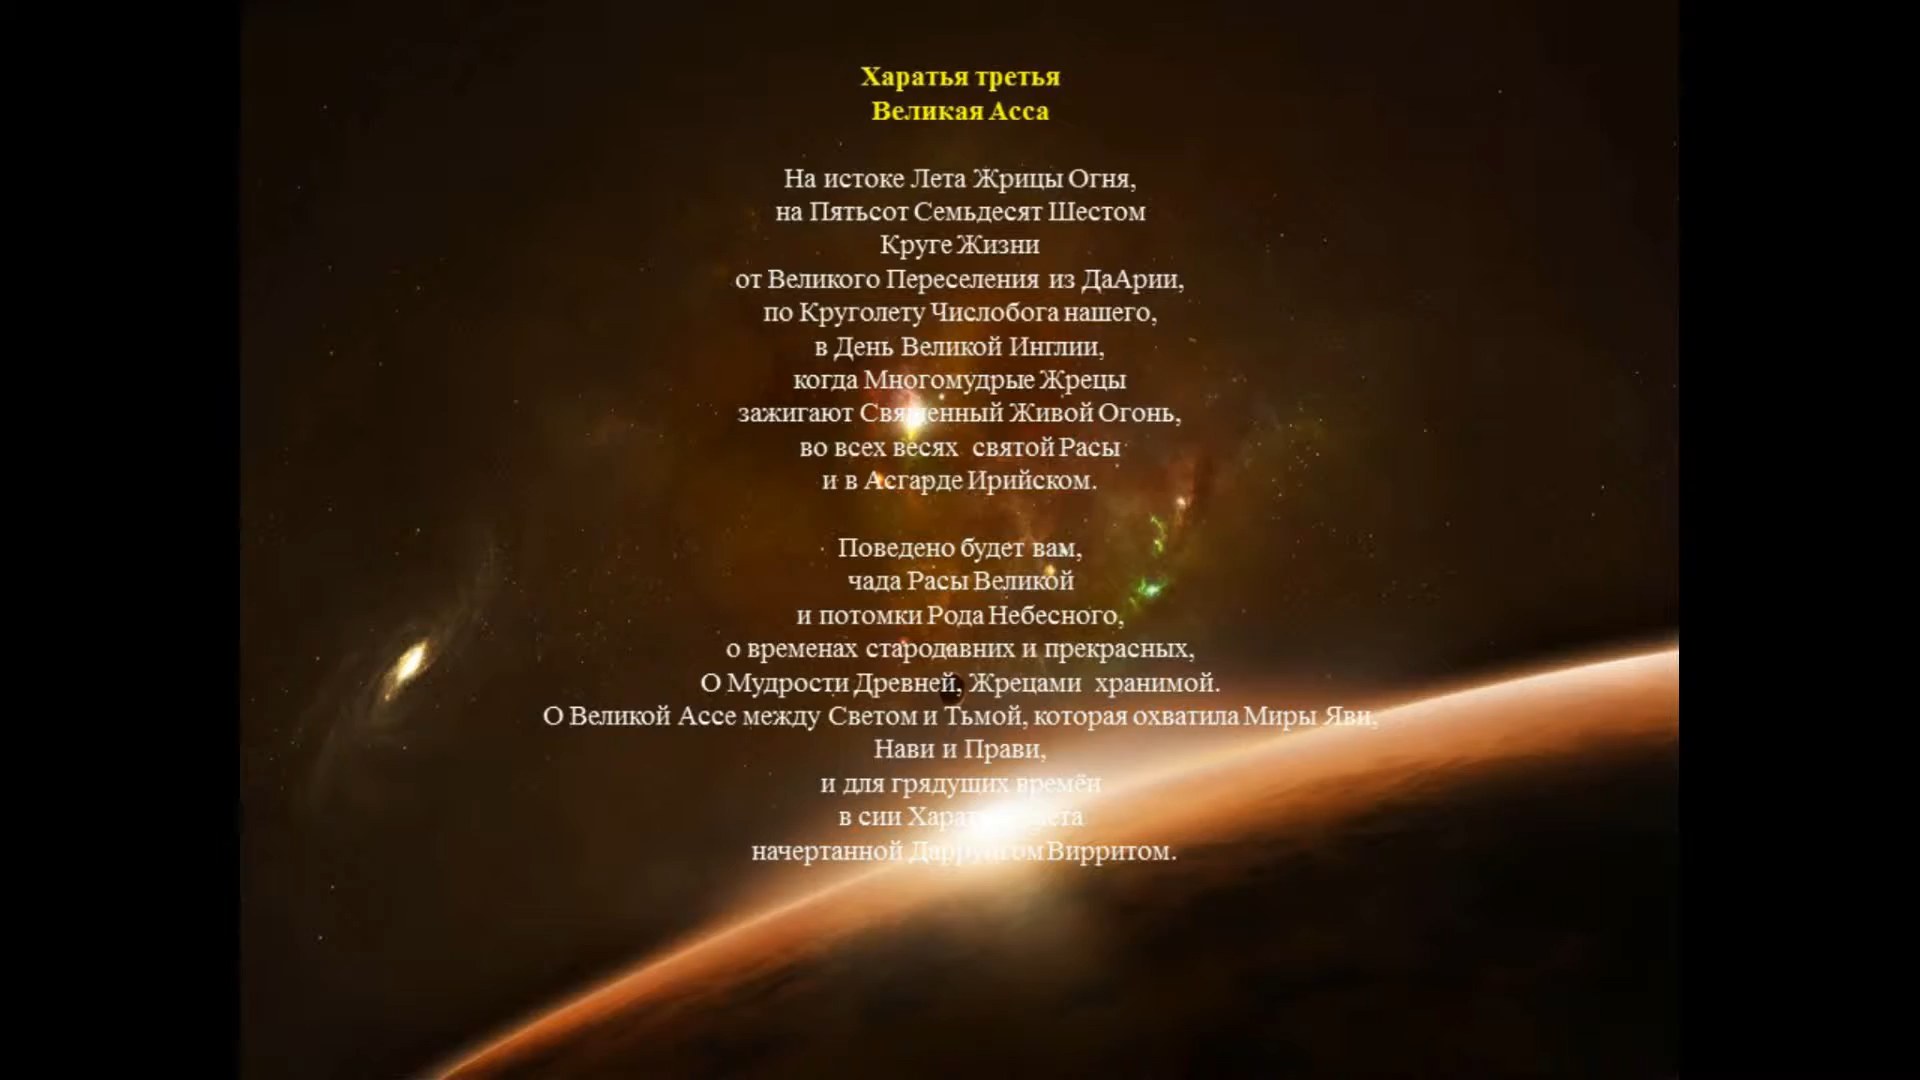 Харатья третья
Великая Асса
На истоке Лета Жрицы Огня,
на Пятьсот Семьдесят Шестом
Круге Жизни
от Великого Переселения из ДаАрии,
по Круголету Числобога нашего,
в День Великой Инглии,
когда Многомудрые Жрецы
зажигают Священный Живой Огонь,
во всех весях святой Расы
и в Асгарде Ирийском.
Поведено будет вам,
чада Расы Великой
и потомки Рода Небесного,
о временах стародавних и прекрасных,
О Мудрости Древней, Жрецами хранимой.
О Великой Ассе между Светом и Тьмой, которая охватила Миры Яви,
Нави и Прави,
и для грядущих времён
в сии
начертанной Вирритом.